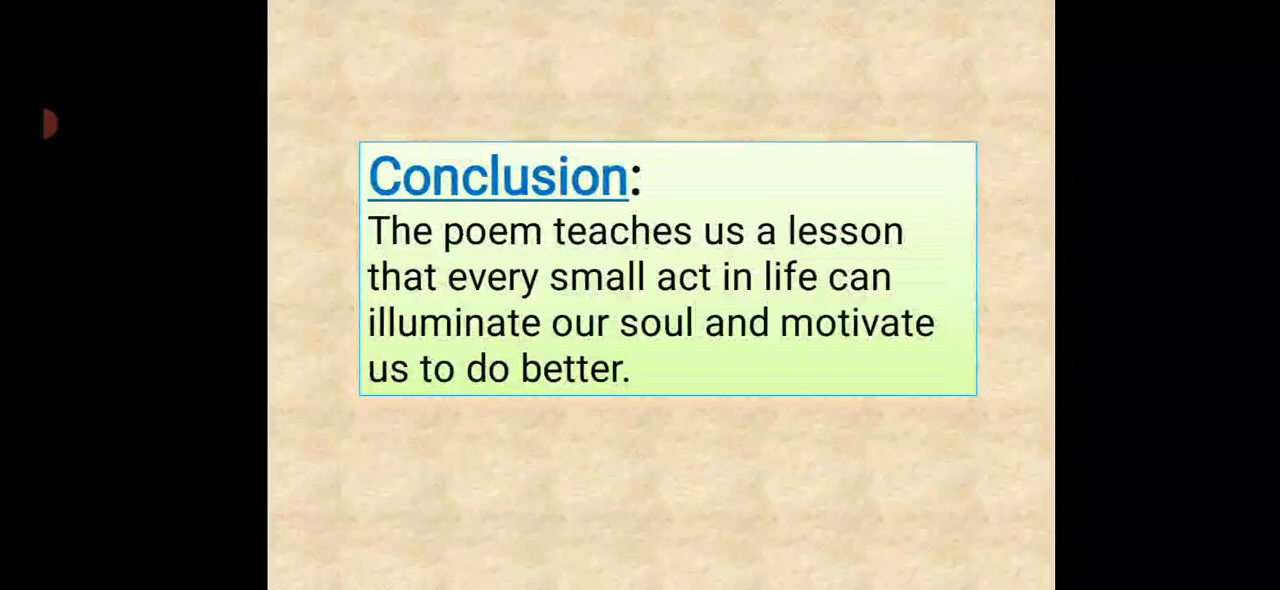 Conclusion:
The poem teaches us a lesson
that every small act in life can
illuminate our soul and motivate
us to do better.